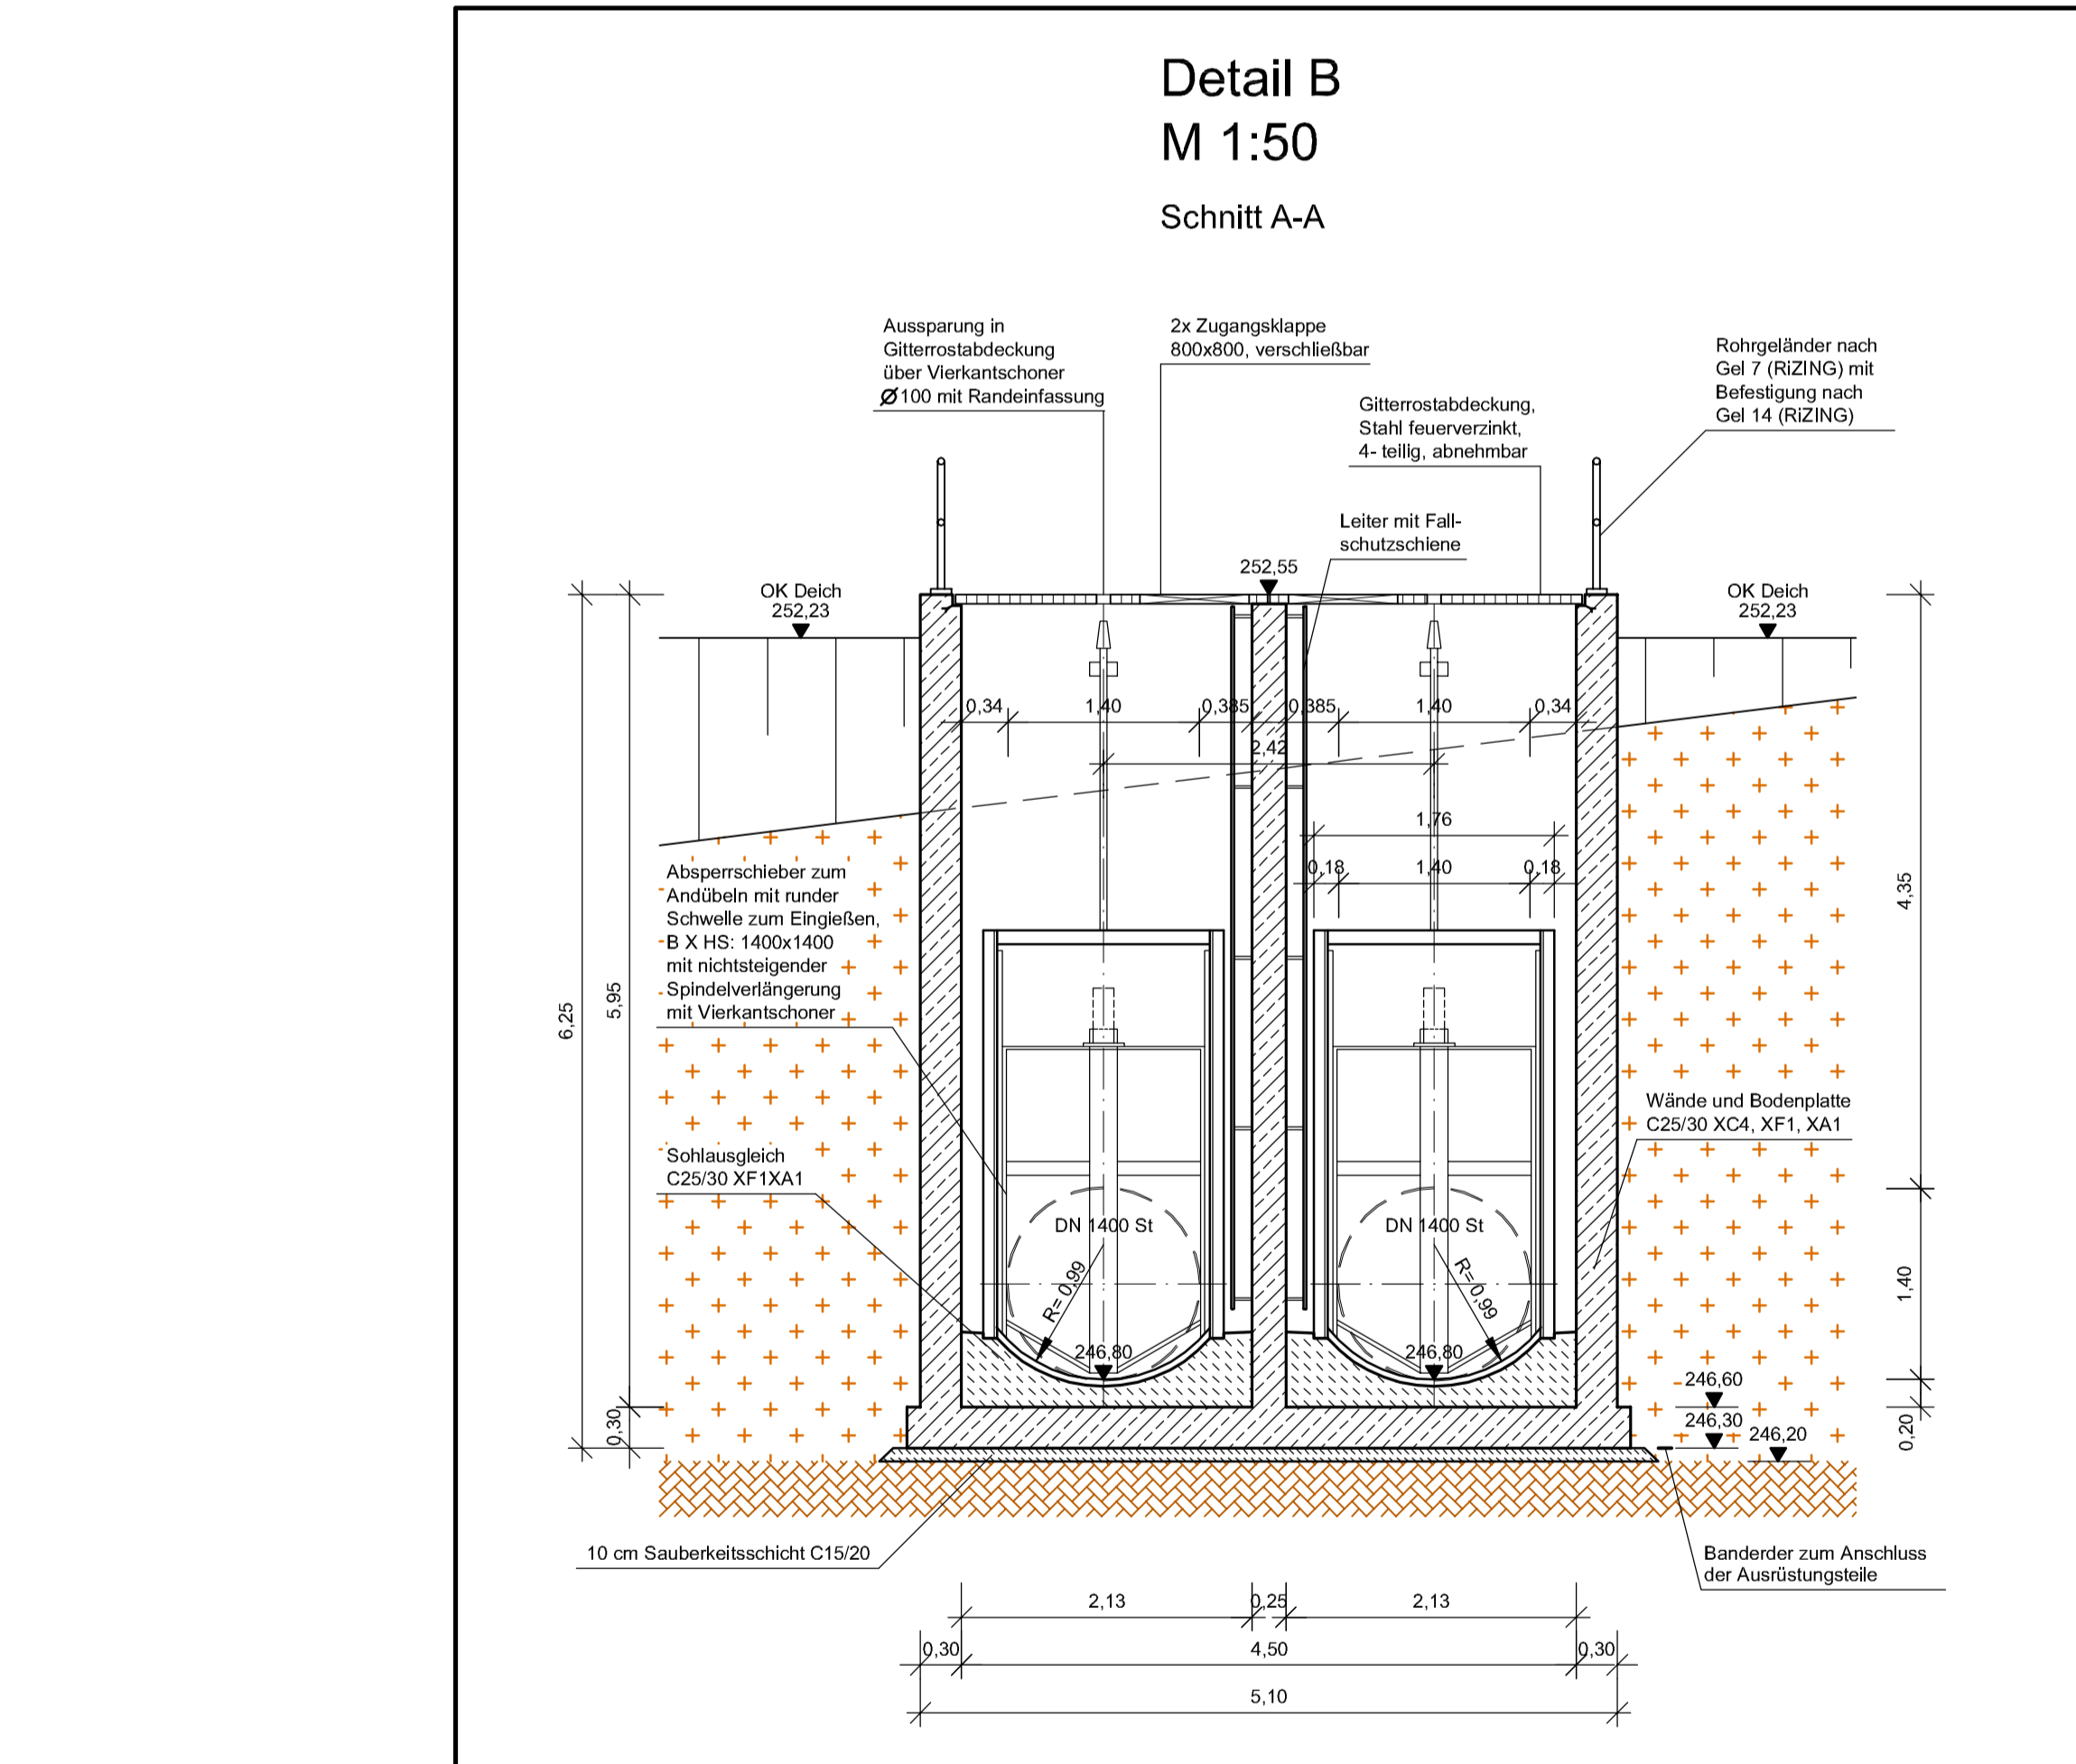 Detail B
M 1:50
Schnitt A-A
Aussparung in
Gitterrostabdeckung
über Vierkantschoner
Ø100 mit Randeinfassung
2x Zugangsklappe
800x800, verschließbar
Gitterrostabdeckung,
Stahl feuerverzinkt,
4- teilig, abnehmbar
Rohrgeländer nach
Gel 7 (RiZING) mit
Befestigung nach
Gel 14 (RiZING)
Leiter mit Fall-
schutzschiene
252,55
OK Deich
252,23
OK Deich
252,23
0,34
1,40
0,385
0,385
1,40
0,34
2,42
1,76
0,18
1,40
0,18
Absperrschieber zum
Andübeln mit runder
Schwelle zum Eingießen,
B X HS: 1400x1400
mit nichtsteigender
Spindelverlängerung
mit Vierkantschoner
6,25
5,95
0,30
4,35
1,40
0,20
Sohlausgleich
C25/30 XF1XA1
Wände und Bodenplatte
C25/30 XC4, XF1, XA1
DN 1400 St
DN 1400 St
R= 0,99
R= 0,99
246,80
246,80
246,60
246,30
246,20
10 cm Sauberkeitsschicht C15/20
Banderder zum Anschluss
der Ausrüstungsteile
2,13
0,25
2,13
0,30
4,50
0,30
5,10